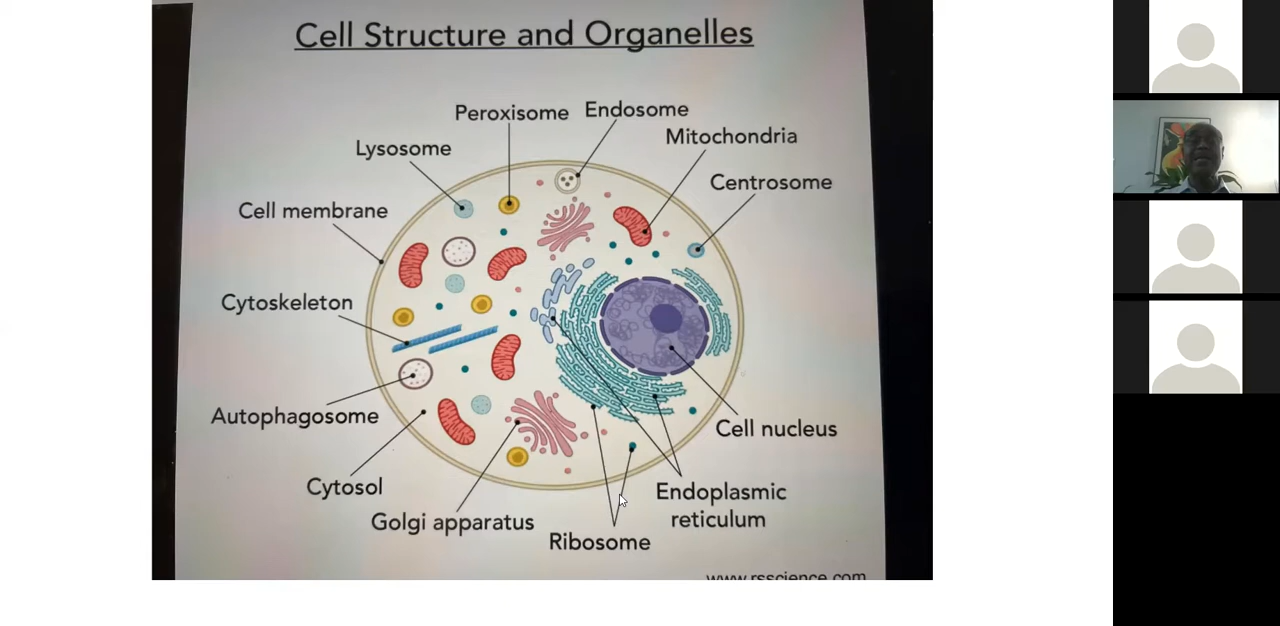 Cell Structure and Organelles
Peroxisome
Endosome
Mitochondria
Lysosome
Centrosome
Cell membrane
Cytoskeleton
Autophagosome
Cell nucleus
Cytosol
Endoplasmic
reticulum
Golgi apparatus
Ribosome
www.rsscience.com